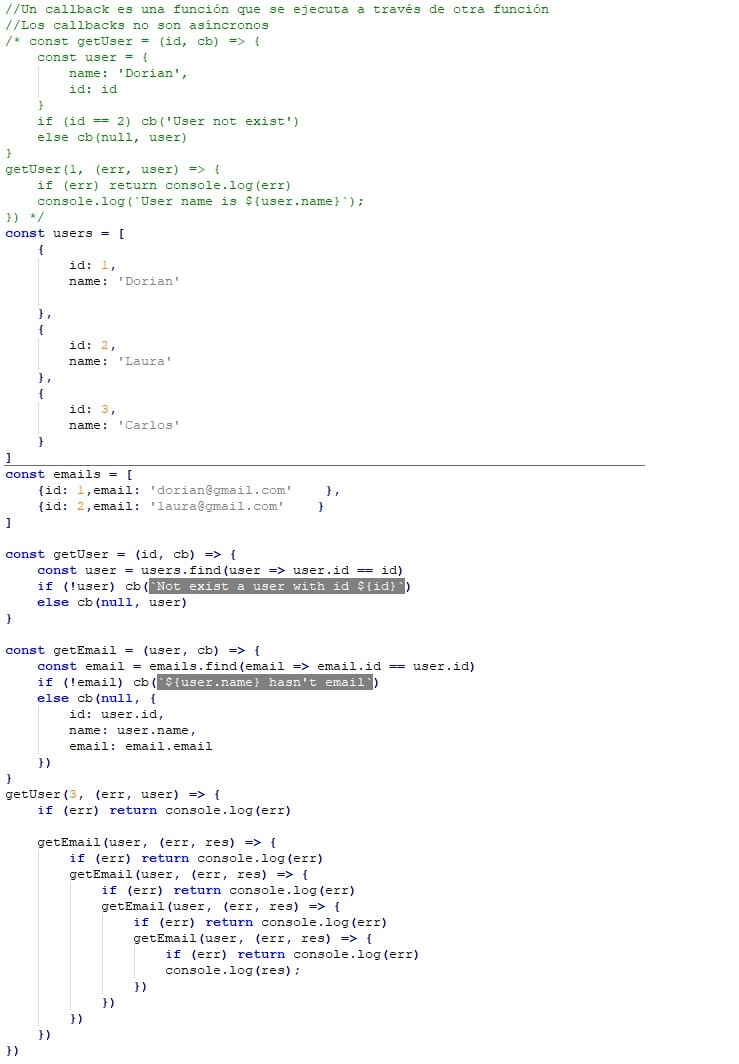 //Un callback es una función que se ejecuta a través de otra función
//Los callbacks no son asíncronos
/* const getUser = (id, cb) => {
    const user = {
        name: 'Dorian',
        id: id
    }
    if (id == 2) cb('User not exist')
    else cb(null, user)
}
getUser(1, (err, user) => {
    if (err) return console.log(err)
    console.log(`User name is ${user.name}`);
}) */
const users = [
    {
        id: 1,
        name: 'Dorian'

    },
    {
        id: 2,
        name: 'Laura'
    },
    {
        id: 3,
        name: 'Carlos'
    }
]
const emails = [
    {id: 1,email: 'dorian@gmail.com'    },
    {id: 2,email: 'laura@gmail.com'    }
]

const getUser = (id, cb) => {
    const user = users.find(user => user.id == id)
    if (!user) cb(`Not exist a user with id ${id}`)
    else cb(null, user)
}

const getEmail = (user, cb) => {
    const email = emails.find(email => email.id == user.id)
    if (!email) cb(`${user.name} hasn't email`)
    else cb(null, {
        id: user.id,
        name: user.name,
        email: email.email
    })
}
getUser(3, (err, user) => {
    if (err) return console.log(err)

    getEmail(user, (err, res) => {
        if (err) return console.log(err)
        getEmail(user, (err, res) => {
            if (err) return console.log(err)
            getEmail(user, (err, res) => {
                if (err) return console.log(err)
                getEmail(user, (err, res) => {
                    if (err) return console.log(err)
                    console.log(res);
                })
            })
        })
    })
})